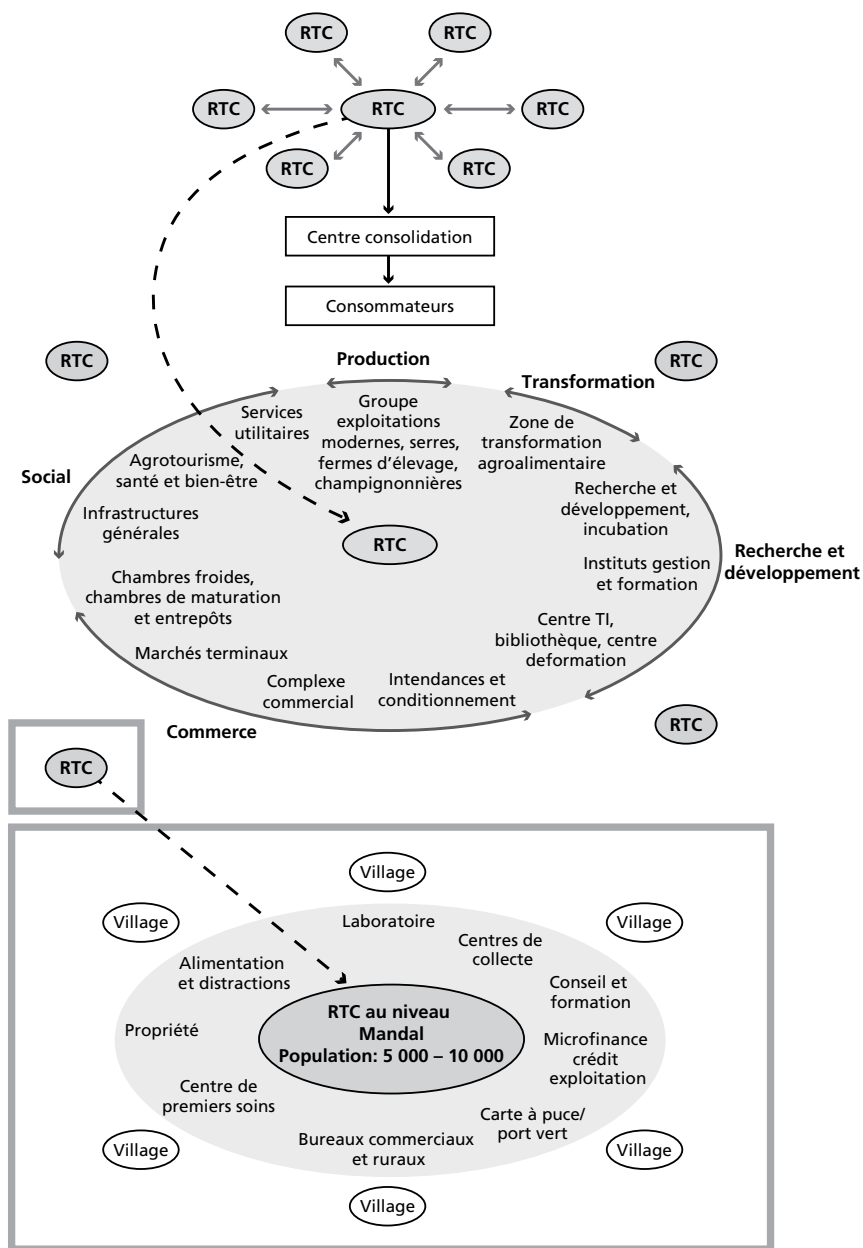 RTC
RTC
RTC
RTC
RTC
RTC
RTC
Centre consolidation
Consommateurs
RTC
RTC
Production
Transformation
Services
utilitaires
Groupe
exploitations
modernes, serres,
fermes d'élevage,
champignonnières
Zone de
transformation
agroalimentaire
Social
Agrotourisme,
santé et bien-être
Recherche et
développement,
incubation
Infrastructures
générales
RTC
Recherche et
développement
Instituts gestion
et formation
Chambres froides,
chambres de maturation
et entrepôts
Centre TI,
bibliothèque, centre
deformation
Marchés terminaux
Complexe
commercial
Intendances et
conditionnement
Commerce
RTC
RTC
Village
Village
Village
Laboratoire
Centres de
collecte
Alimentation
et distractions
Conseil et
formation
RTC au niveau
Mandal
Population: 5 000 – 10 000
Propriété
Microfinance
crédit
exploitation
Centre de
premiers soins
Carte à puce/
port vert
Bureaux commerciaux
et ruraux
Village
Village
Village